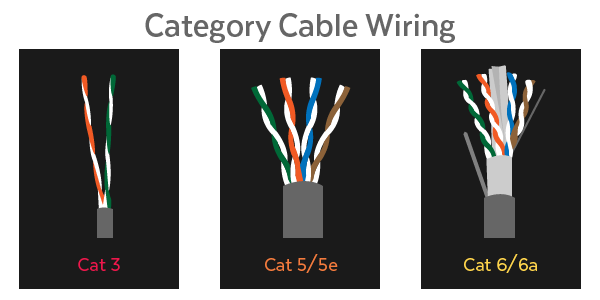 Category Cable Wiring
Cat 3
Cat 5/5e
Cat 6/6a